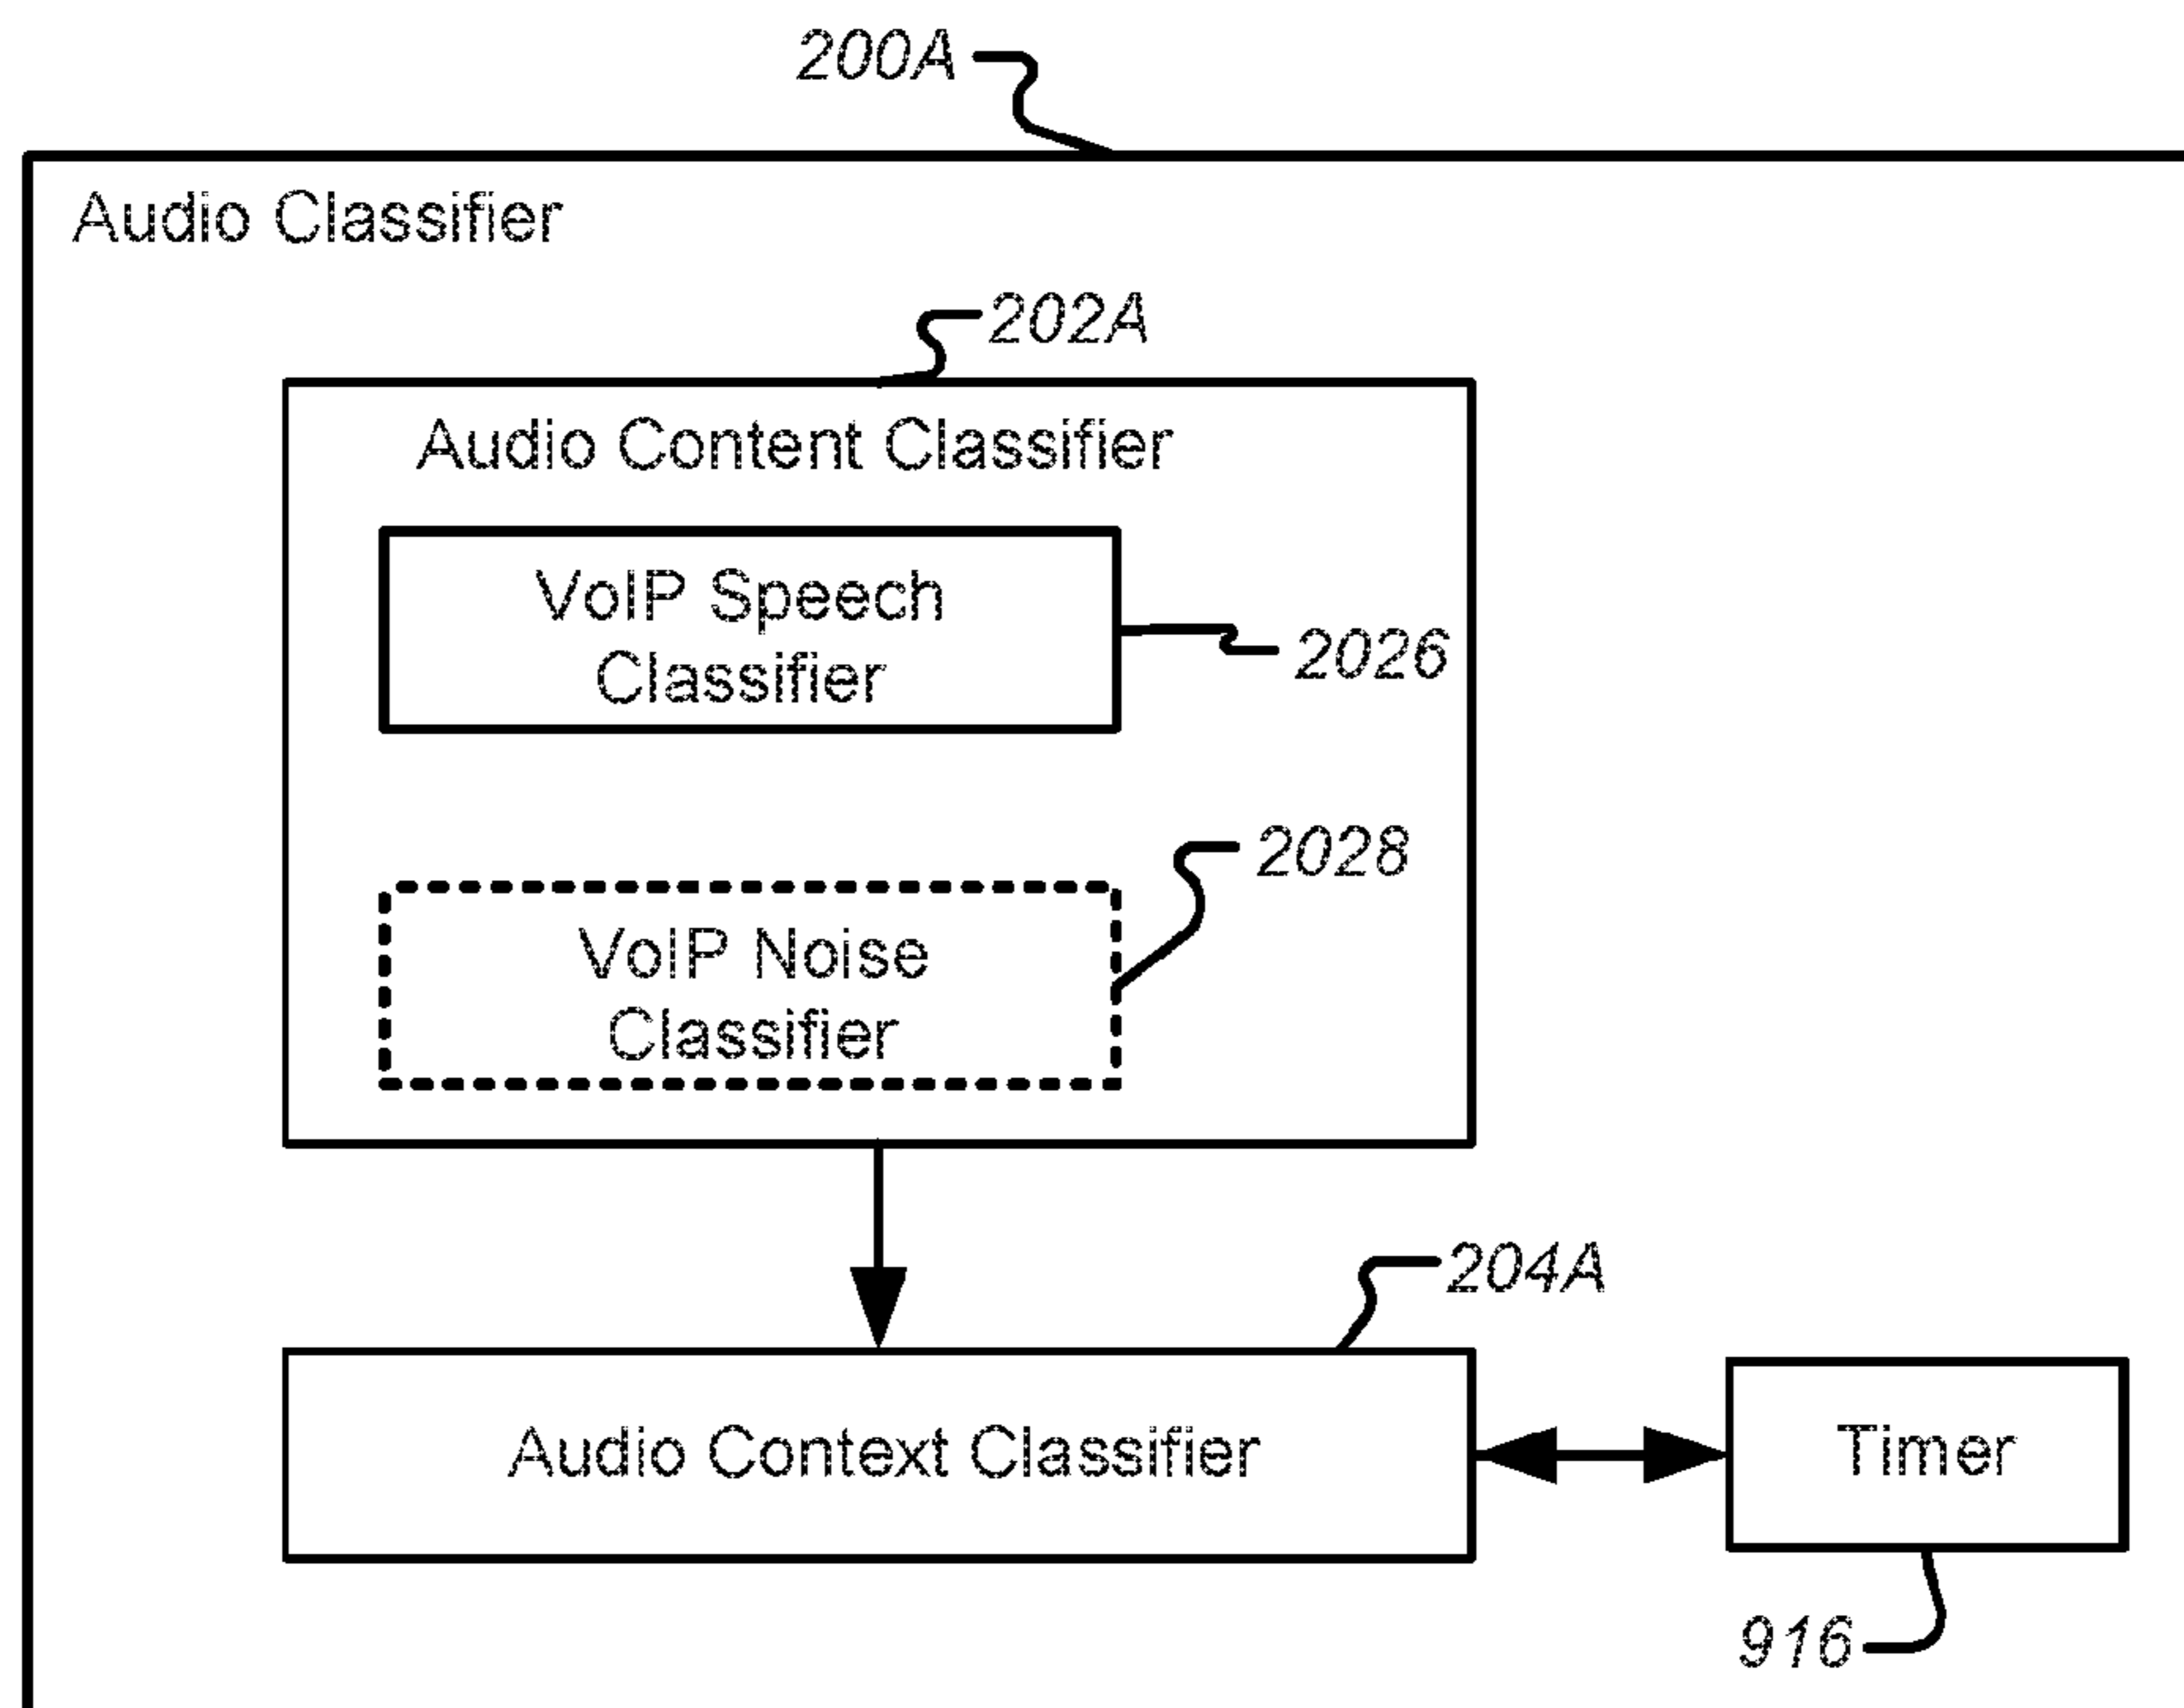 200A
Audio Classifier
202A
Audio Content Classifier
VoIP Speech
Classifier
2026
2028
VoIP Noise
Classifier
204A
Audio Context Classifier
Timer
916